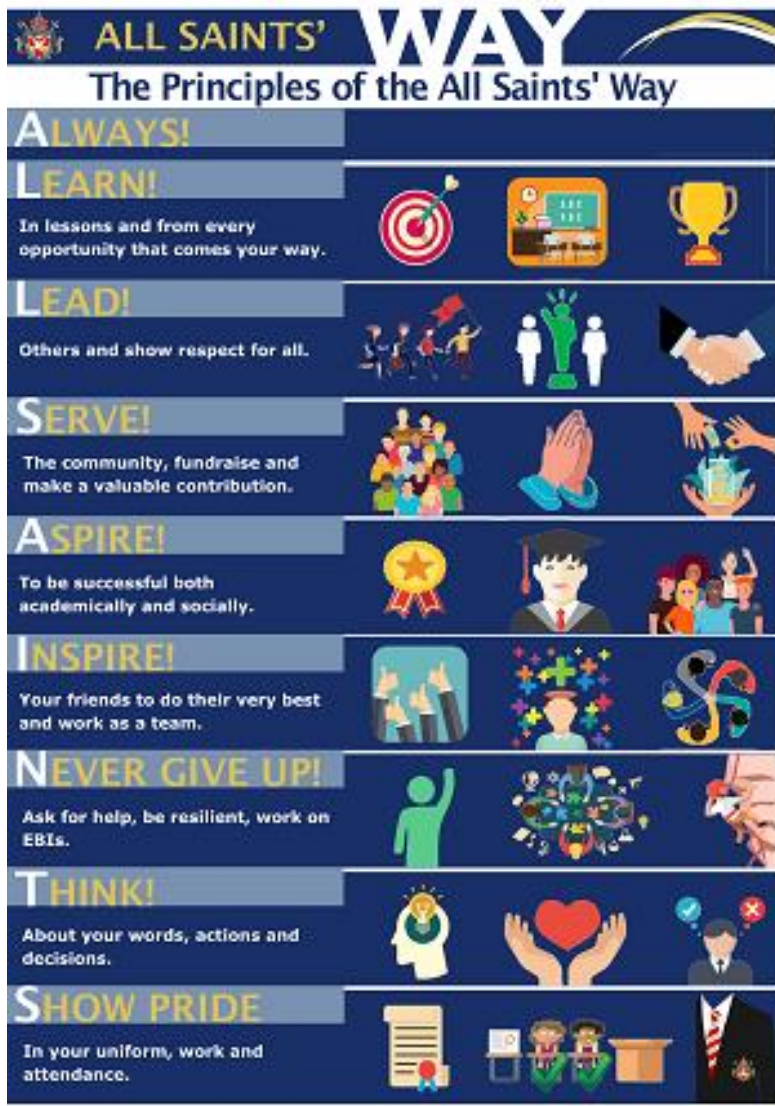 ALL SAINTS' WAY
The Principles of the All Saints' Way
ALWAYS!
LEARN!
In lessons and from every
opportunity that comes your way.
LEAD!
Others and show respect for all.
SERVE!
The community, fundraise and
make a valuable contribution.
ASPIRE!
To be successful both
academically and socially.
INSPIRE!
Your friends to do their very best
and work as a team.
NEVER GIVE UP!
Ask for help, be resilient, work on
EBIs.
THINK!
About your words, actions and
decisions.
SHOW PRIDE
In your uniform, work and
attendance.